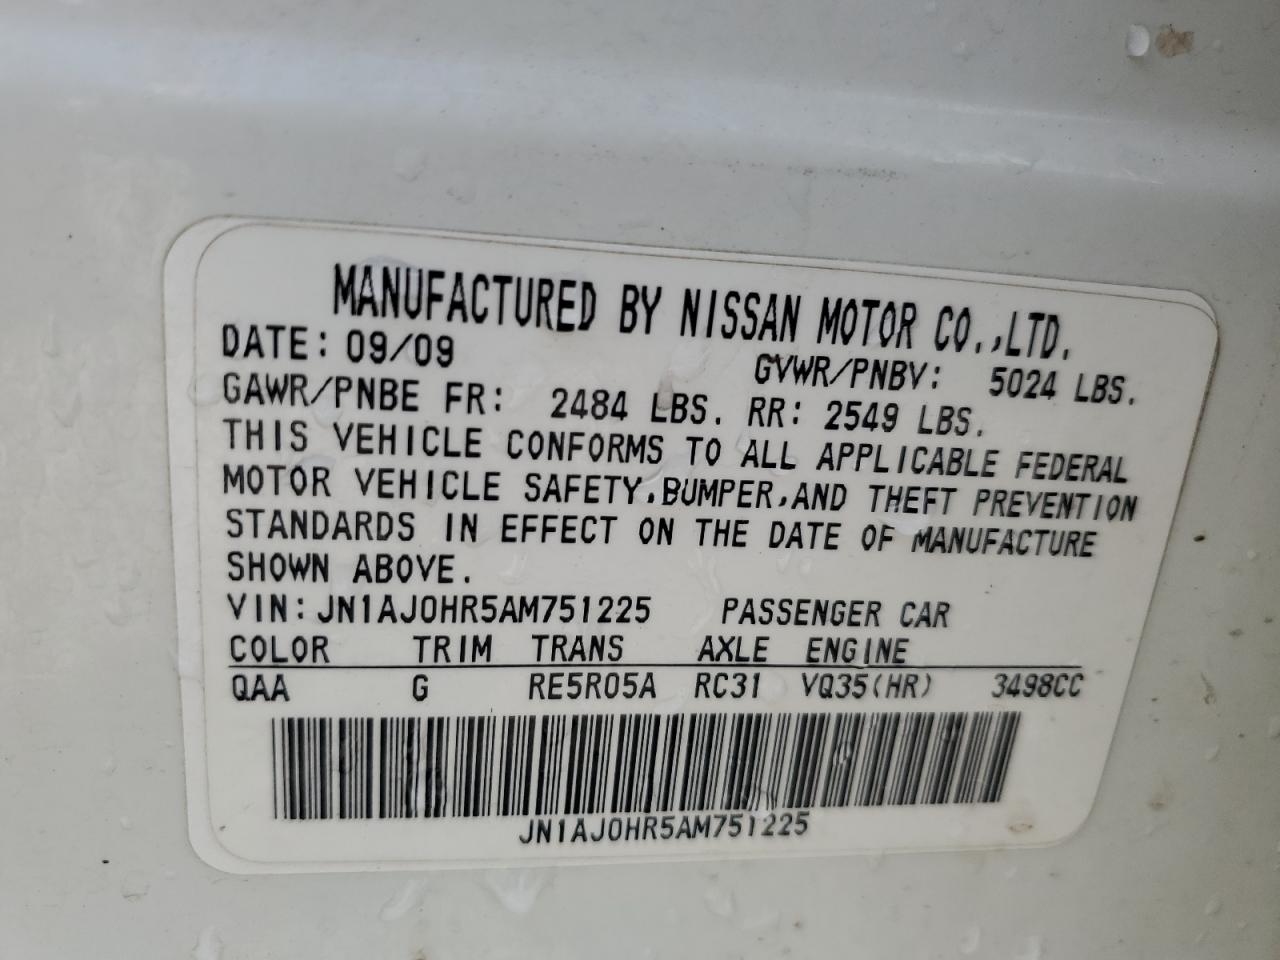 MANUFACTURED BY NISSAN MOTOR CO.,LTD.
DATE: 09/09 GVWR/PNBV: 5024 LBS.
GAWR/PNBE FR: 2484 LBS. RR: 2549 LBS.
THIS VEHICLE CONFORMS TO ALL APPLICABLE FEDERAL
MOTOR VEHICLE SAFETY,BUMPER,AND THEFT PREVENTION
STANDARDS IN EFFECT ON THE DATE OF MANUFACTURE
SHOWN ABOVE.
VIN: JN1AJ0HR5AM751225 PASSENGER CAR
COLOR TRIM TRANS AXLE ENGINE
QAA G RE5R05A RC31 VQ35(HR) 3498CC
JN1AJ0HR5AM751225